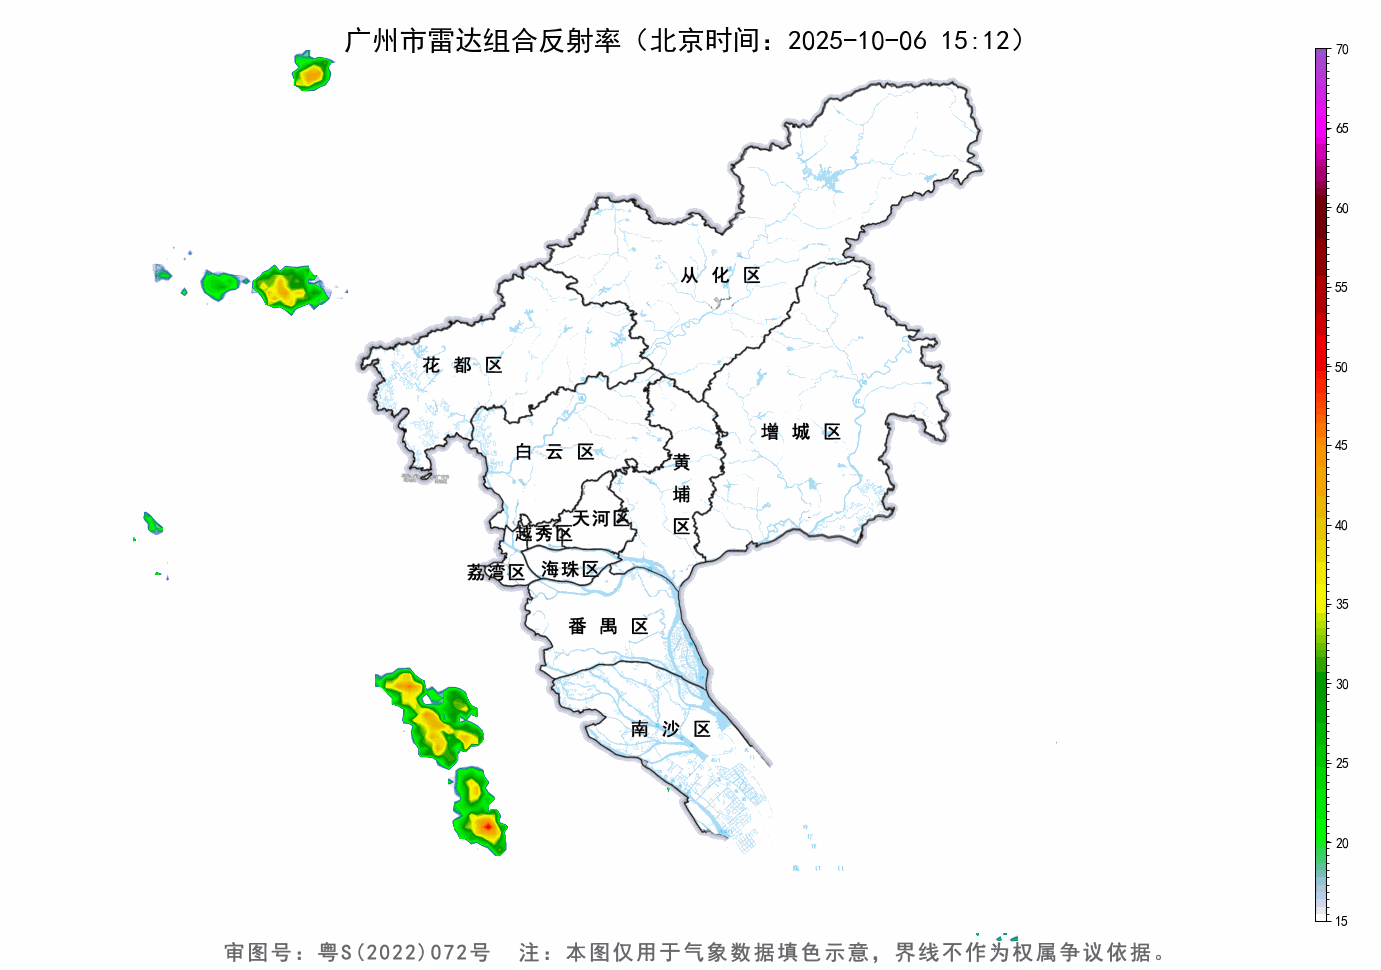 广州市雷达组合反射率（北京时间：2025-10-06 15:12）
70
65
60
55
50
45
40
35
30
25
20
15
从化区
花都区
增城区
白云区
黄埔区
天河区
越秀区
荔湾区
海珠区
番禺区
南沙区
审图号：粤S(2022)072号 注：本图仅用于气象数据填色示意，界线不作为权属争议依据。